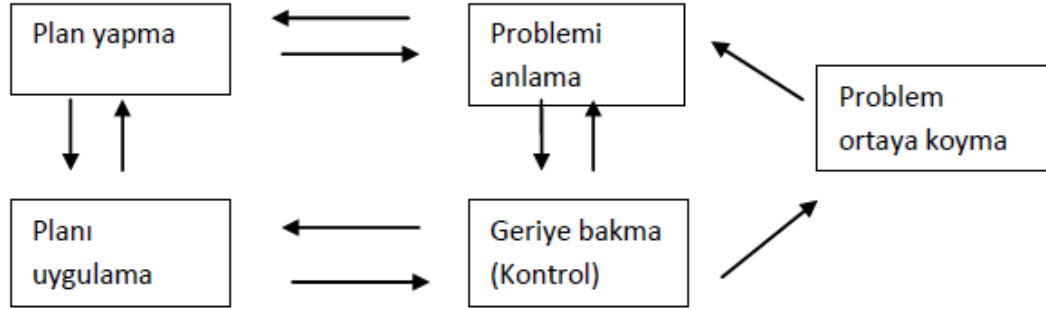 Plan yapma
Problemi
anlama
Problem
ortaya koyma
Planı
uygulama
Geriye bakma
(Kontrol)